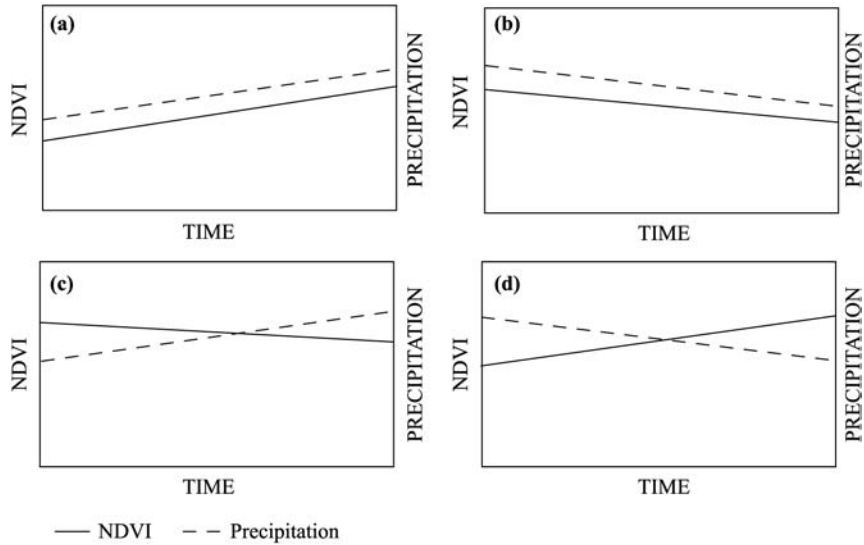 (a)
NDVI
PRECIPITATION
TIME
(b)
NDVI
PRECIPITATION
TIME
(c)
NDVI
PRECIPITATION
TIME
(d)
NDVI
PRECIPITATION
TIME
NDVI Precipitation